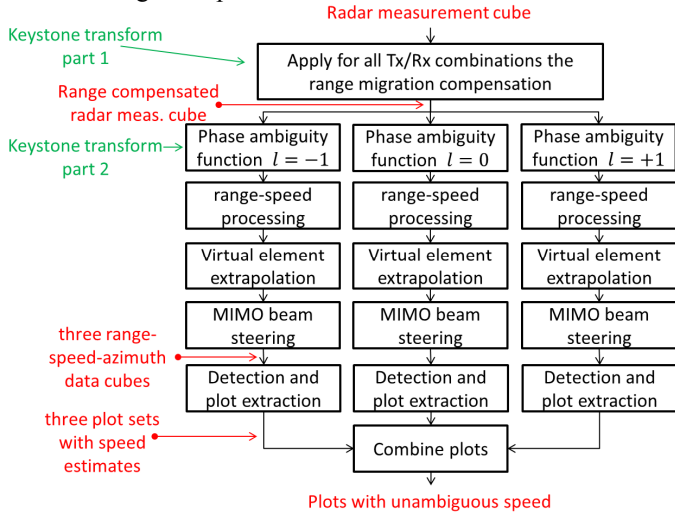 Radar measurement cube
Keystone transform
part 1
Apply for all Tx/Rx combinations the
range migration compensation
Range compensated
radar meas. cube
Keystone transform
part 2
Phase ambiguity
function l = −1
Phase ambiguity
function l = 0
Phase ambiguity
function l = +1
range-speed
processing
range-speed
processing
range-speed
processing
Virtual element
extrapolation
Virtual element
extrapolation
Virtual element
extrapolation
MIMO beam
steering
MIMO beam
steering
MIMO beam
steering
three range-
speed-azimuth
data cubes
Detection and
plot extraction
Detection and
plot extraction
Detection and
plot extraction
three plot sets
with speed
estimates
Combine plots
Plots with unambiguous speed